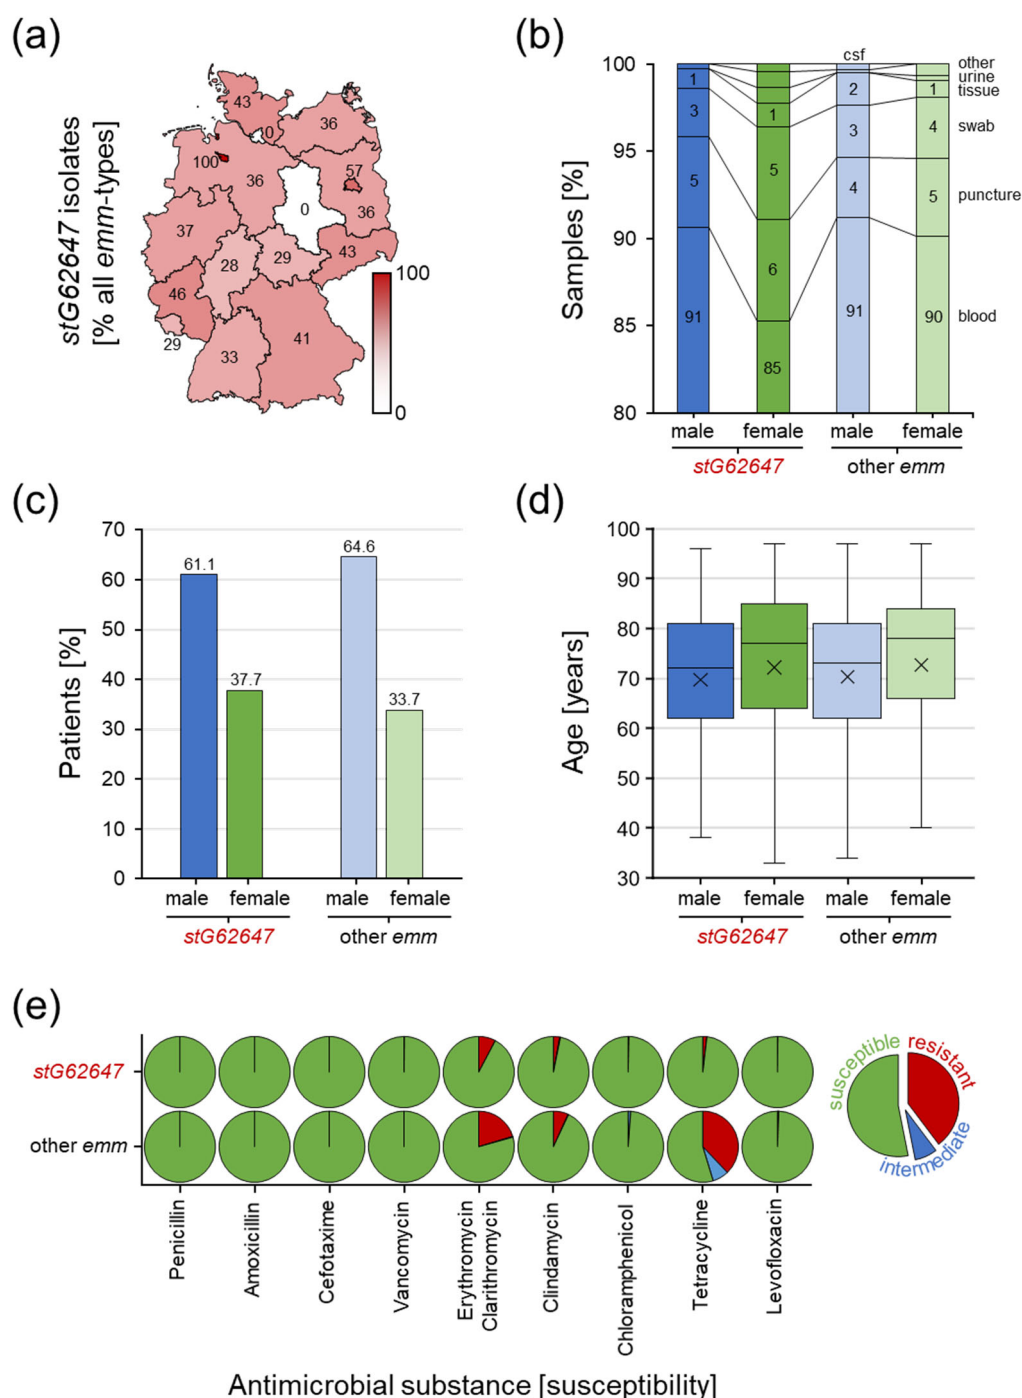 (a)
stG62647 isolates
[% all emm-types]
43
0
36
100
36
57
0
36
37
28
29
43
46
29
33
41
100
0
(b)
Samples [%]
100
95
90
85
80
csf
1
3
5
91
1
5
6
85
2
3
4
91
1
4
5
90
other
urine
tissue
swab
puncture
blood
male female male female
stG62647 other emm
(c)
Patients [%]
70
60
50
40
30
20
10
0
61.1
37.7
64.6
33.7
male female male female
stG62647 other emm
(d)
Age [years]
100
90
80
70
60
50
40
30
male female male female
stG62647 other emm
(e)
stG62647
other emm
susceptible
resistant
intermediate
Penicillin
Amoxicillin
Cefotaxime
Vancomycin
Erythromycin
Clarithromycin
Clindamycin
Chloramphenicol
Tetracycline
Levofloxacin
Antimicrobial substance [susceptibility]